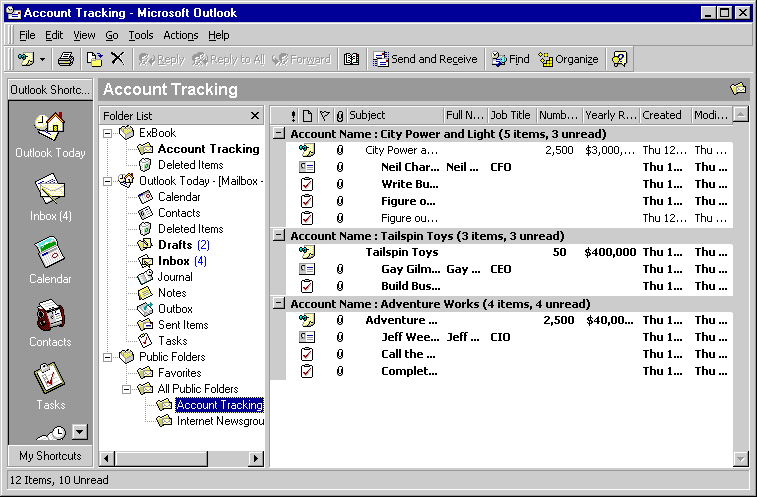 Account Tracking - Microsoft Outlook
File Edit View Go Tools Actions Help
Reply Reply to All Forward Send and Receive Find Organize
Outlook Shortc...
Outlook Today
Inbox (4)
Calendar
Contacts
Tasks
My Shortcuts
Account Tracking
Folder List
ExBook
Account Tracking
Deleted Items
Outlook Today - [Mailbox -
Calendar
Contacts
Deleted Items
Drafts (2)
Inbox (4)
Journal
Notes
Outbox
Sent Items
Tasks
Public Folders
Favorites
All Public Folders
Account Tracking
Internet Newsgrou
! Subject Full N... Job Title Numb... Yearly R... Created Modi...
Account Name : City Power and Light (5 items, 3 unread)
City Power a... 2,500 $3,000,... Thu 12... Thu ...
Neil Char... Neil ... CFO Thu 1... Thu ...
Write Bu... Thu 1... Thu ...
Figure o... Thu 1... Thu ...
Figure ou... Thu 12... Thu ...
Account Name : Tailspin Toys (3 items, 3 unread)
Tailspin Toys 50 $400,000 Thu 1... Thu ...
Gay Gilm... Gay ... CEO Thu 1... Thu ...
Build Bus... Thu 1... Thu ...
Account Name : Adventure Works (4 items, 4 unread)
Adventure ... 2,500 $40,00... Thu 1... Thu ...
Jeff Wee... Jeff ... CIO Thu 1... Thu ...
Call the ... Thu 1... Thu ...
Complet... Thu 1... Thu ...
12 Items, 10 Unread